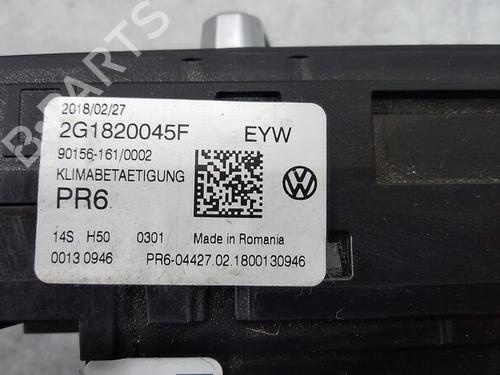 B-PARTS
2018/02/27
2G1820045F EYW
90156-161/0002
KLIMABETAETIGUNG
PR6
14S H50 0301 Made in Romania
0013 0946 PR6-04427.02.1800130946